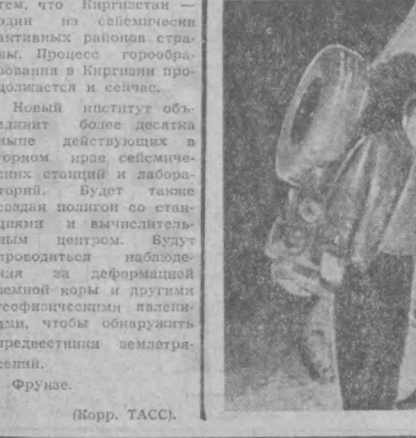 тем, что Киргизстан —
один из сейсмически
активных районов стра-
ны. Процесс горообра-
зования в Киргизии про-
должается и сейчас.
Новый институт объ-
единит более десятка
ныне действующих в
горном крае сейсмиче-
ских станций и лабора-
торий. Будет также
создан полигон со стан-
циями и вычислитель-
ным центром. Будут
проводиться наблюде-
ния за деформацией
земной коры и другими
геофизическими явлени-
ями, чтобы обнаружить
предвестники землетря-
сений.
Фрунзе.
(Корр. ТАСС).